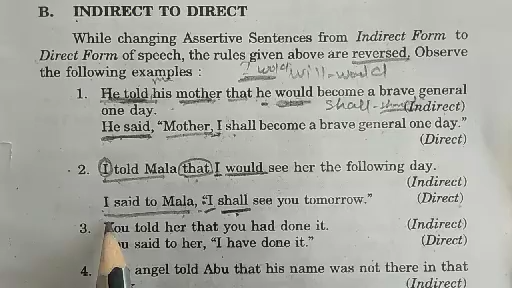 B. INDIRECT TO DIRECT
While changing Assertive Sentences from Indirect Form to
Direct Form of speech, the rules given above are reversed. Observe
the following examples :
will-would
1. He told his mother that he would become a brave general
one day. (Indirect)
shall-
He said, “Mother, I shall become a brave general one day.”
(Direct)
2. I told Mala that I would see her the following day.
(Indirect)
I said to Mala, “I shall see you tomorrow.” (Direct)
3. You told her that you had done it. (Indirect)
said to her, “I have done it.” (Direct)
4. angel told Abu that his name was not there in that
(Indirect)